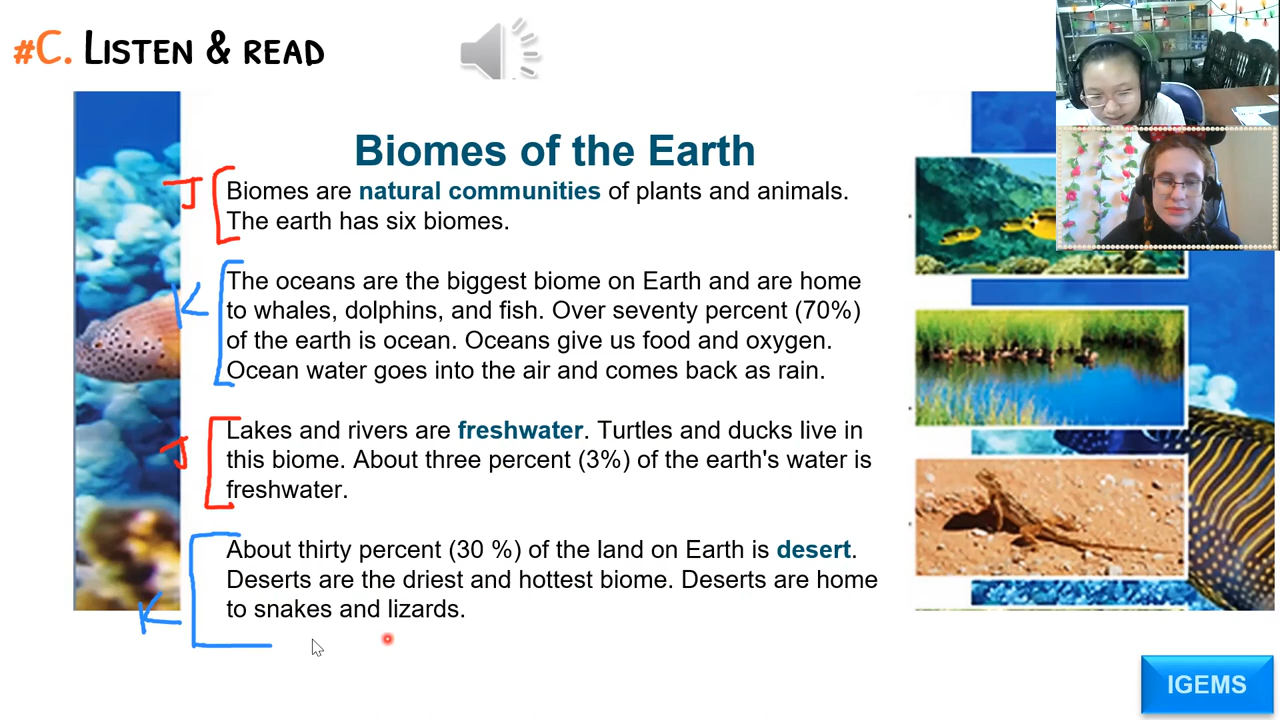 #C. LISTEN & READ
Biomes of the Earth
J
Biomes are natural communities of plants and animals.
The earth has six biomes.
K
The oceans are the biggest biome on Earth and are home
to whales, dolphins, and fish. Over seventy percent (70%)
of the earth is ocean. Oceans give us food and oxygen.
Ocean water goes into the air and comes back as rain.
J
Lakes and rivers are freshwater. Turtles and ducks live in
this biome. About three percent (3%) of the earth's water is
freshwater.
K
About thirty percent (30 %) of the land on Earth is desert.
Deserts are the driest and hottest biome. Deserts are home
to snakes and lizards.
IGEMS